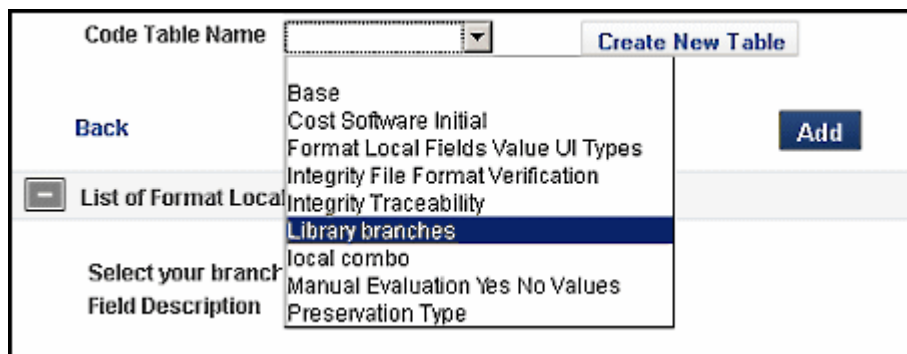 Code Table Name
Create New Table
Base
Cost Software Initial
Back
Format Local Fields Value UI Types
Add
Integrity File Format Verification
List of Format Local
Integrity Traceability
Library branches
local combo
Select your branch
Manual Evaluation Yes No Values
Field Description
Preservation Type